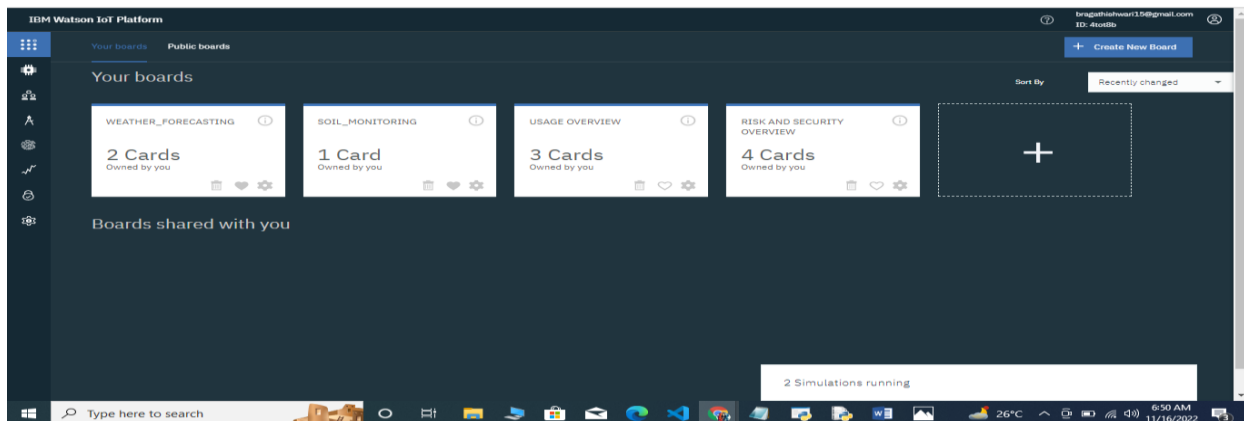 IBM Watson IoT Platform
bragathishwari15@gmail.com
ID: 4tot8b
Your boards Public boards
+ Create New Board
Your boards
Sort By Recently changed
WEATHER_FORECASTING
2 Cards
Owned by you
SOIL_MONITORING
1 Card
Owned by you
USAGE OVERVIEW
3 Cards
Owned by you
RISK AND SECURITY
OVERVIEW
4 Cards
Owned by you
Boards shared with you
2 Simulations running
Type here to search
26°C
6:50 AM
11/16/2022